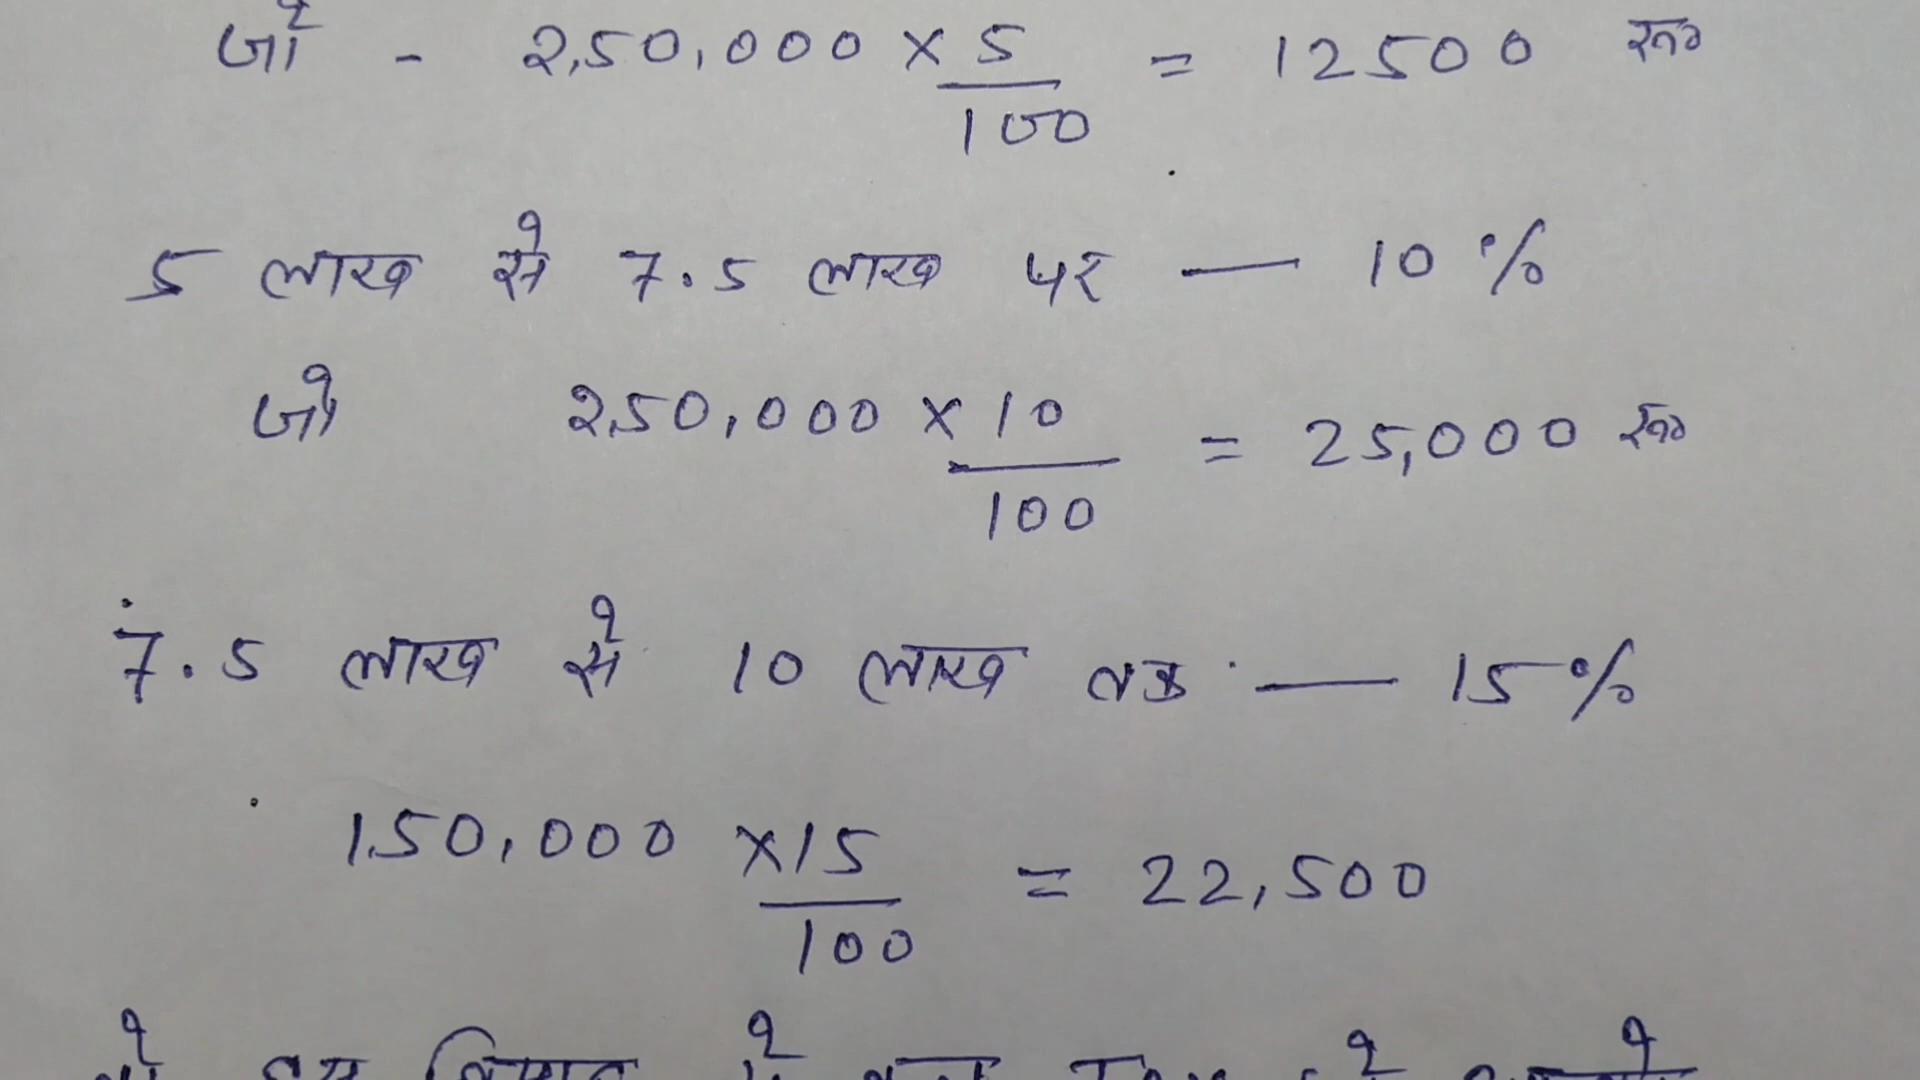 जो - 2,50,000 × 5/100 = 12500 रू०
5 लाख से 7.5 लाख पर — 10 %
जो 2,50,000 × 10/100 = 25,000 रू०
7.5 लाख से 10 लाख तक — 15%
1,50,000 × 15/100 = 22,500